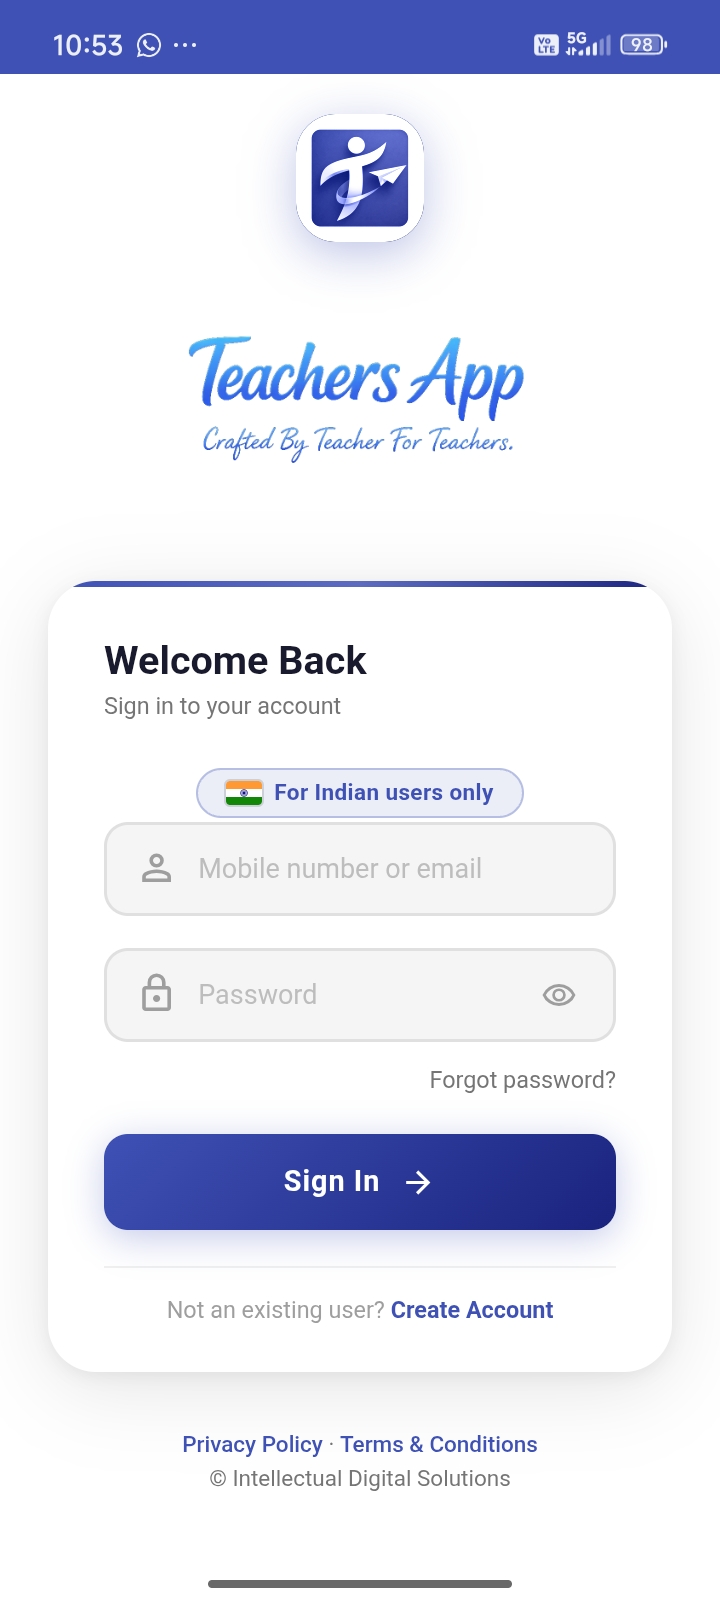 10:53
Vo LTE 5G 98
Teachers App
Crafted By Teacher For Teachers.
Welcome Back
Sign in to your account
For Indian users only
Mobile number or email
Password
Forgot password?
Sign In
Not an existing user? Create Account
Privacy Policy · Terms & Conditions
© Intellectual Digital Solutions